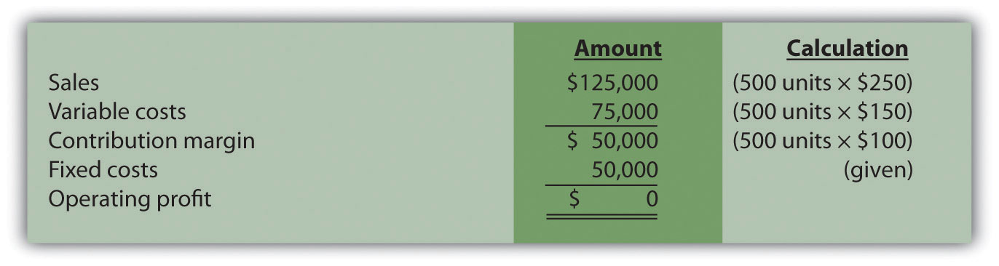 Amount Calculation
Sales $125,000 (500 units × $250)
Variable costs 75,000 (500 units × $150)
Contribution margin $ 50,000 (500 units × $100)
Fixed costs 50,000 (given)
Operating profit $ 0